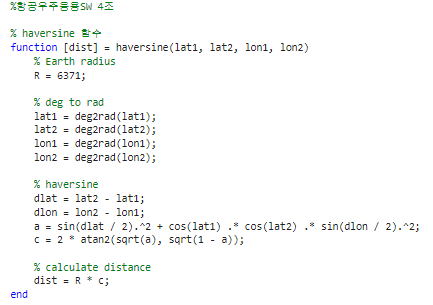 %항공우주응용SW 4조
% haversine 함수
function [dist] = haversine(lat1, lat2, lon1, lon2)
% Earth radius
R = 6371;
% deg to rad
lat1 = deg2rad(lat1);
lat2 = deg2rad(lat2);
lon1 = deg2rad(lon1);
lon2 = deg2rad(lon2);
% haversine
dlat = lat2 - lat1;
dlon = lon2 - lon1;
a = sin(dlat / 2).^2 + cos(lat1) .* cos(lat2) .* sin(dlon / 2).^2;
c = 2 * atan2(sqrt(a), sqrt(1 - a));
% calculate distance
dist = R * c;
end